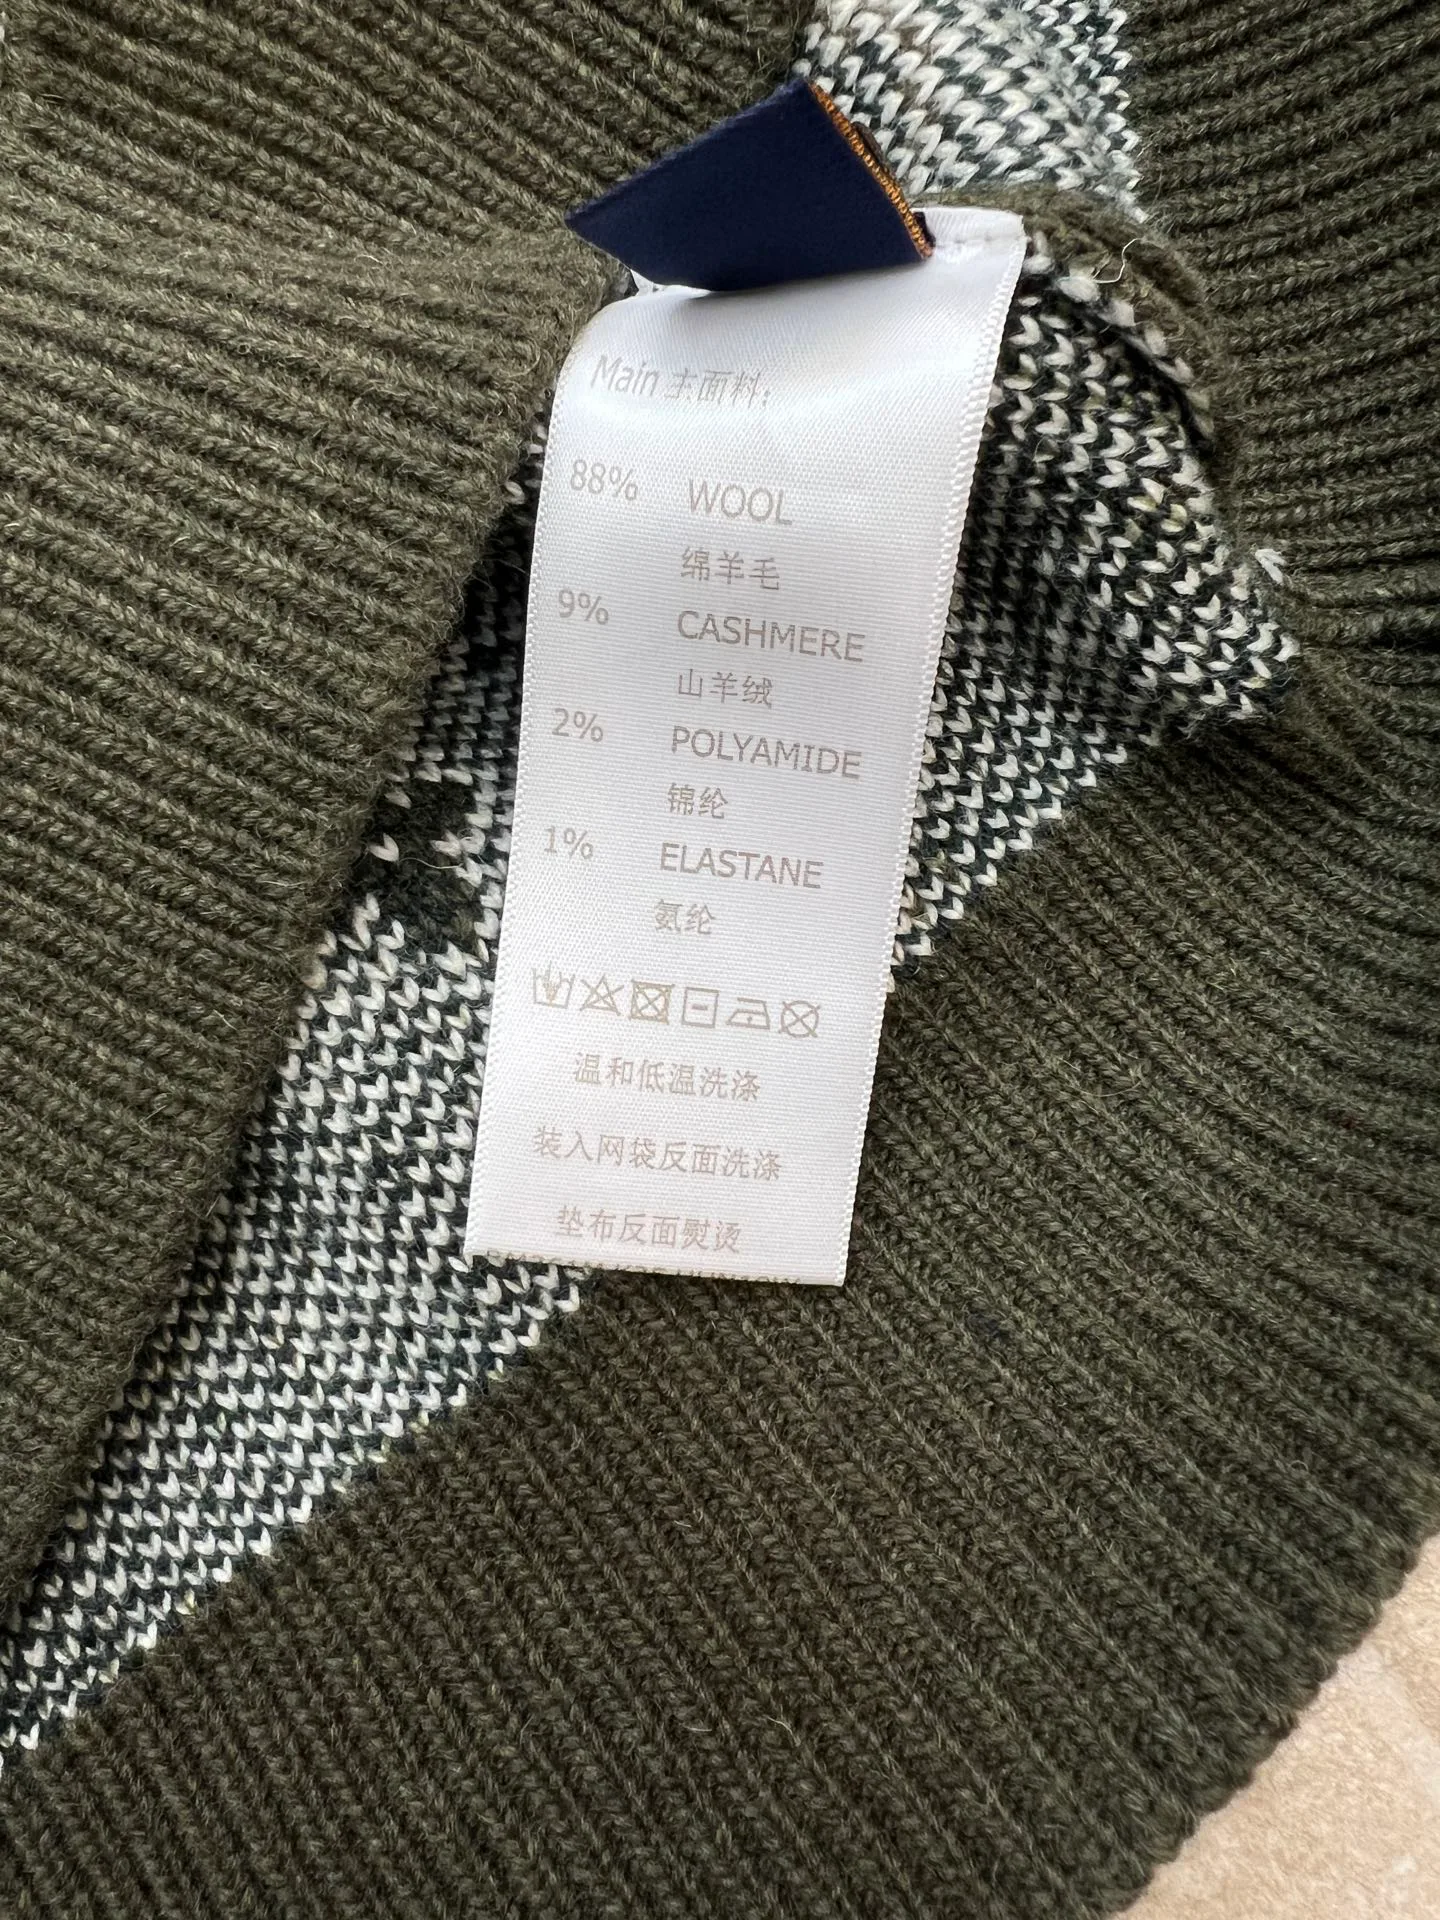 Main 主面料:
88% WOOL
绵羊毛
9% CASHMERE
山羊绒
2% POLYAMIDE
锦纶
1% ELASTANE
氨纶
温和低温洗涤
装入网袋反面洗涤
垫布反面熨烫